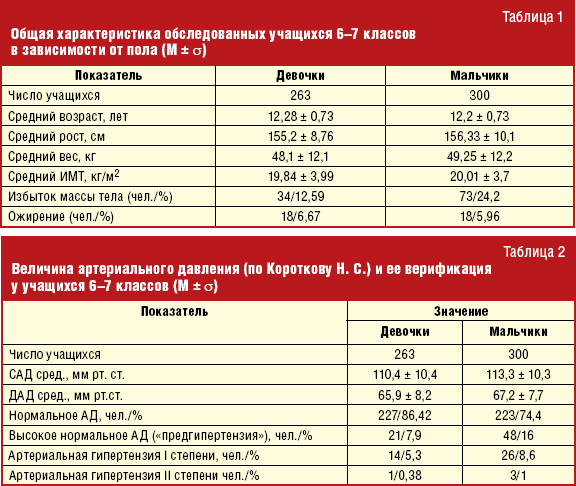 Таблица 1
Общая характеристика обследованных учащихся 6–7 классов
в зависимости от пола (M ± σ)
Показатель Девочки Мальчики
Число учащихся 263 300
Средний возраст, лет 12,28 ± 0,73 12,2 ± 0,73
Средний рост, см 155,2 ± 8,76 156,33 ± 10,1
Средний вес, кг 48,1 ± 12,1 49,25 ± 12,2
Средний ИМТ, кг/м2 19,84 ± 3,99 20,01 ± 3,7
Избыток массы тела (чел./%) 34/12,59 73/24,2
Ожирение (чел./%) 18/6,67 18/5,96
Таблица 2
Величина артериального давления (по Короткову Н. С.) и ее верификация
у учащихся 6–7 классов (M ± σ)
Показатель Значение
Девочки Мальчики
Число учащихся 263 300
САД сред., мм рт. ст. 110,4 ± 10,4 113,3 ± 10,3
ДАД сред., мм рт.ст. 65,9 ± 8,2 67,2 ± 7,7
Нормальное АД, чел./% 227/86,42 223/74,4
Высокое нормальное АД («предгипертензия»), чел./% 21/7,9 48/16
Артериальная гипертензия I степени, чел./% 14/5,3 26/8,6
Артериальная гипертензия II степени чел./% 1/0,38 3/1